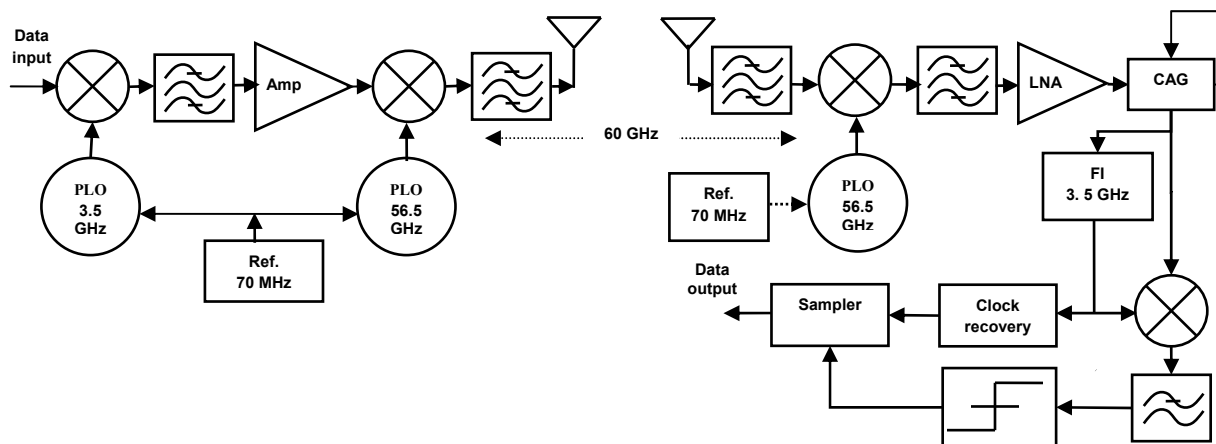 Data
input
Amp
PLO
3.5
GHz
PLO
56.5
GHz
Ref.
70 MHz
60 GHz
LNA
CAG
FI
3. 5 GHz
Ref.
70 MHz
PLO
56.5
GHz
Data
output
Sampler
Clock
recovery